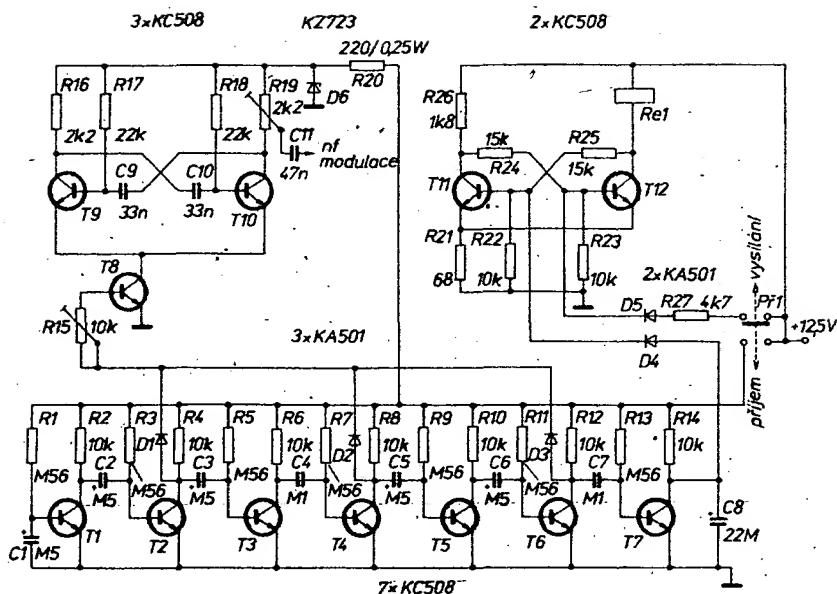 3×KC508 KZ723 2×KC508
220/0,25W
R16 R17 R18 R19 R20
D6
2k2 22k 22k 2k2
R26
1k8
Re1
C9 C10 C11 nf
modulace
33n 33n 47n
T9 T10
15k R25
R24 15k
T11 T12
R21 R22 R23
68 10k 10k
T8
R15 10k
3×KA501
2×KA501
D5 R27 4k7 Př1
D4
vysílání
příjem
+12,5V
R1 R2 R3 R4 R5 R6 R7 R8 R9 R10 R11 R12 R13 R14
10k D1 10k 10k D2 10k 10k D3 10k 10k
M56 C2 C3 M56 C4 C5 M56 C6 C7 M56
M5 M56 M5 M1 M56 M5 M5 M56 M1
C8
22M
C1 M5
T1 T2 T3 T4 T5 T6 T7
7×KC508